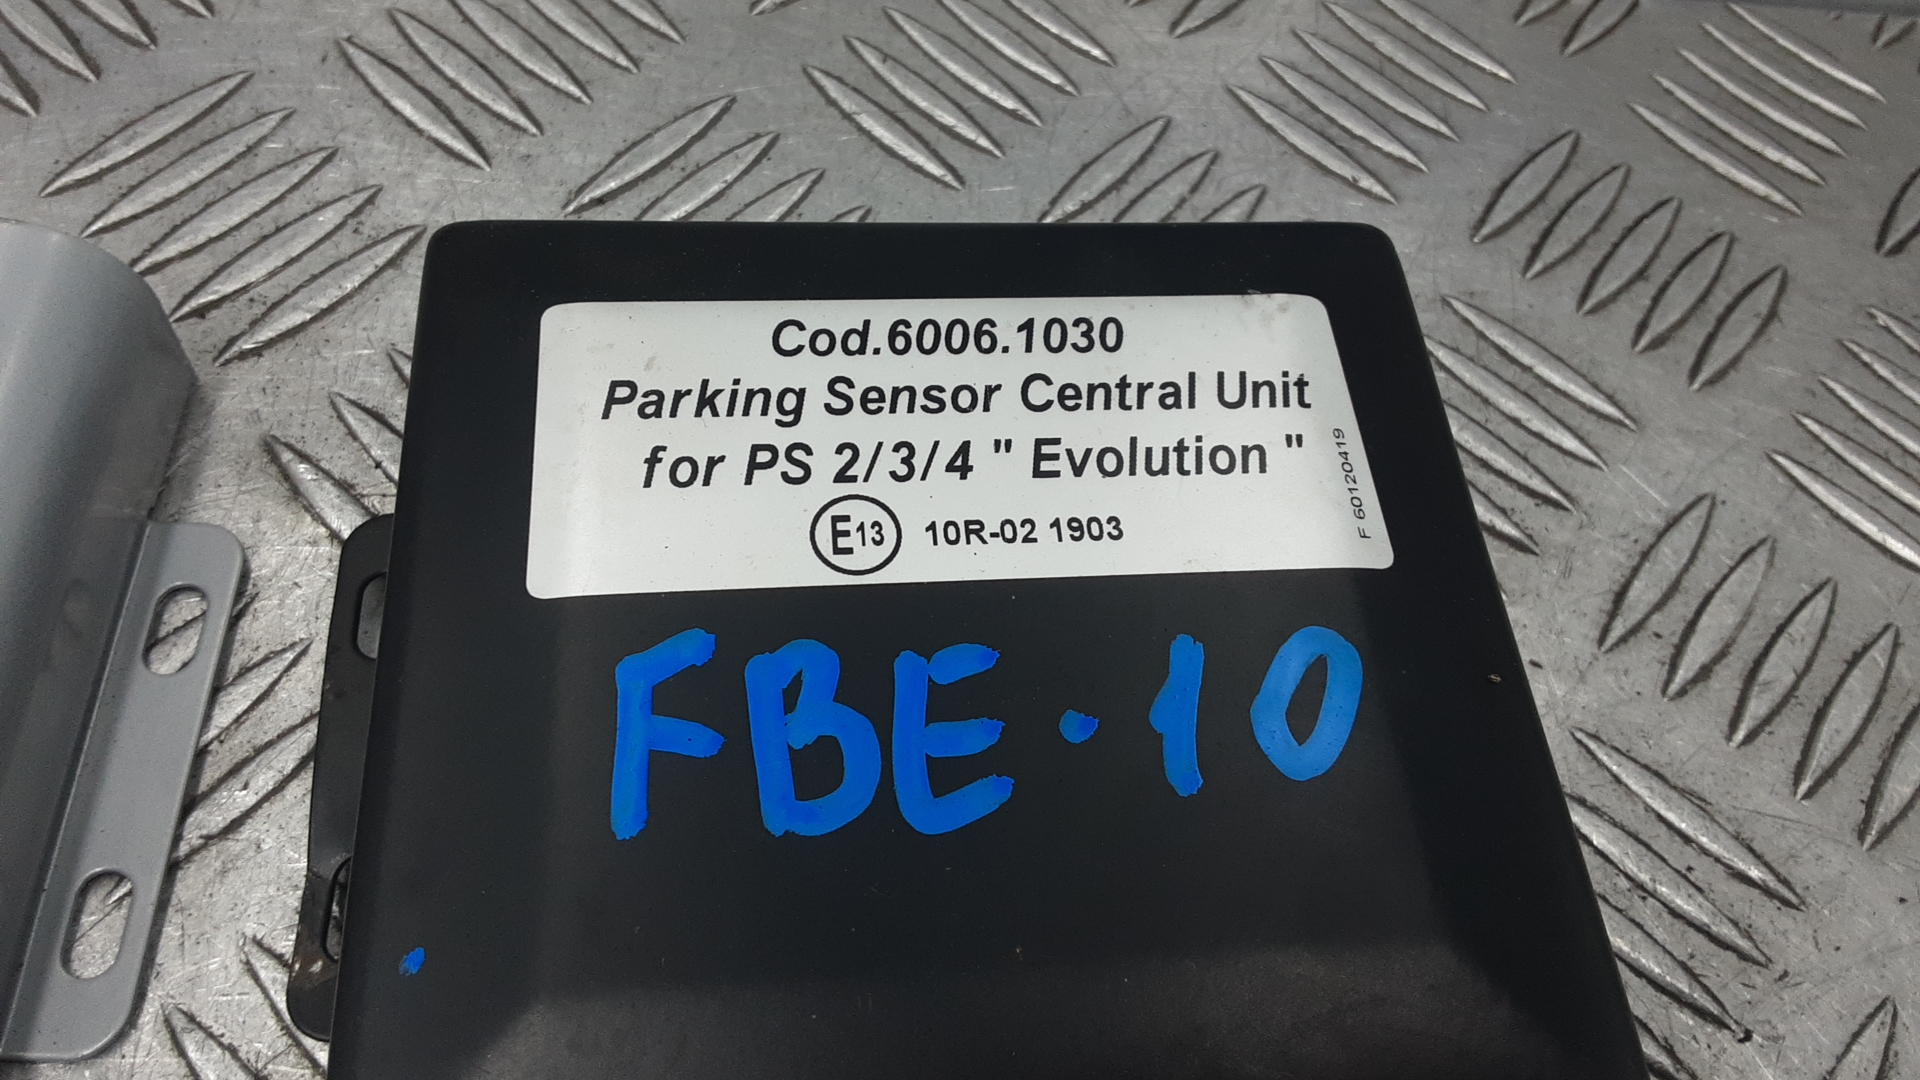 Cod.6006.1030
Parking Sensor Central Unit
for PS 2/3/4 " Evolution "
E13 10R-02 1903
F 60120419
FBE·10